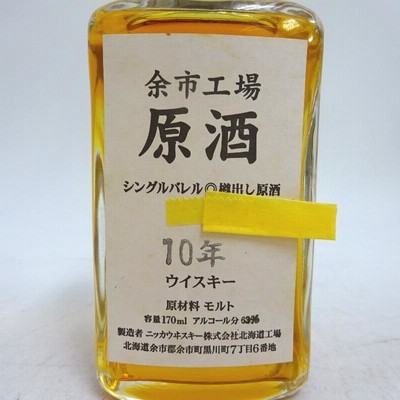 余市工場
原酒
シングルバレル◎樽出し原酒
10年
ウイスキー
原材料 モルト
容量170ml アルコール分 63%
製造者 ニッカウヰスキー株式会社北海道工場
北海道余市郡余市町黒川町7丁目6番地